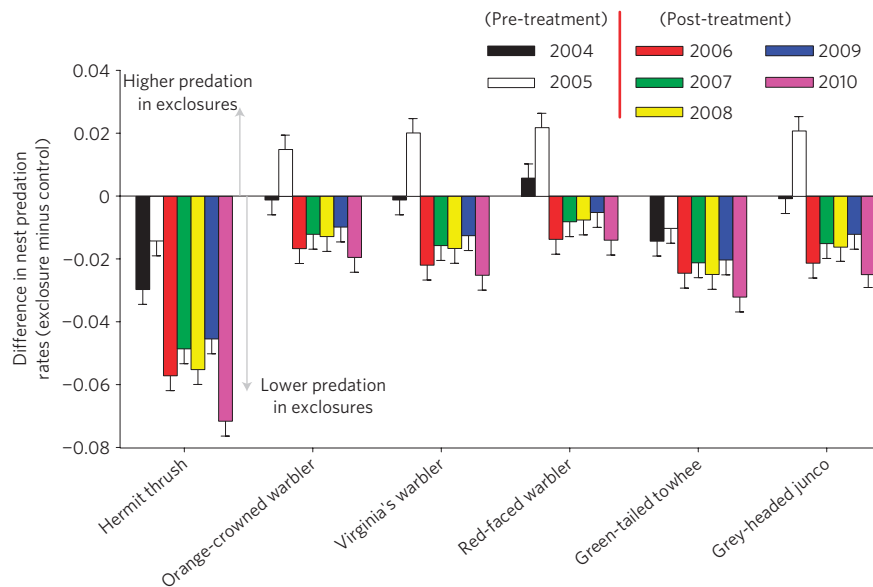 (Pre-treatment)
(Post-treatment)
2004
2005
2006
2007
2008
2009
2010
Difference in nest predation
rates (exclosure minus control)
0.04
0.02
0
−0.02
−0.04
−0.06
−0.08
Higher predation
in exclosures
Lower predation
in exclosures
Hermit thrush
Orange-crowned warbler
Virginia's warbler
Red-faced warbler
Green-tailed towhee
Grey-headed junco